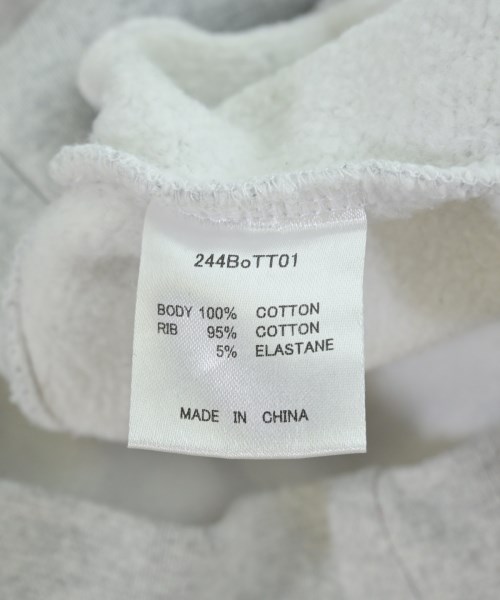 244BoTT01
BODY 100% COTTON
RIB 95% COTTON
5% ELASTANE
MADE IN CHINA